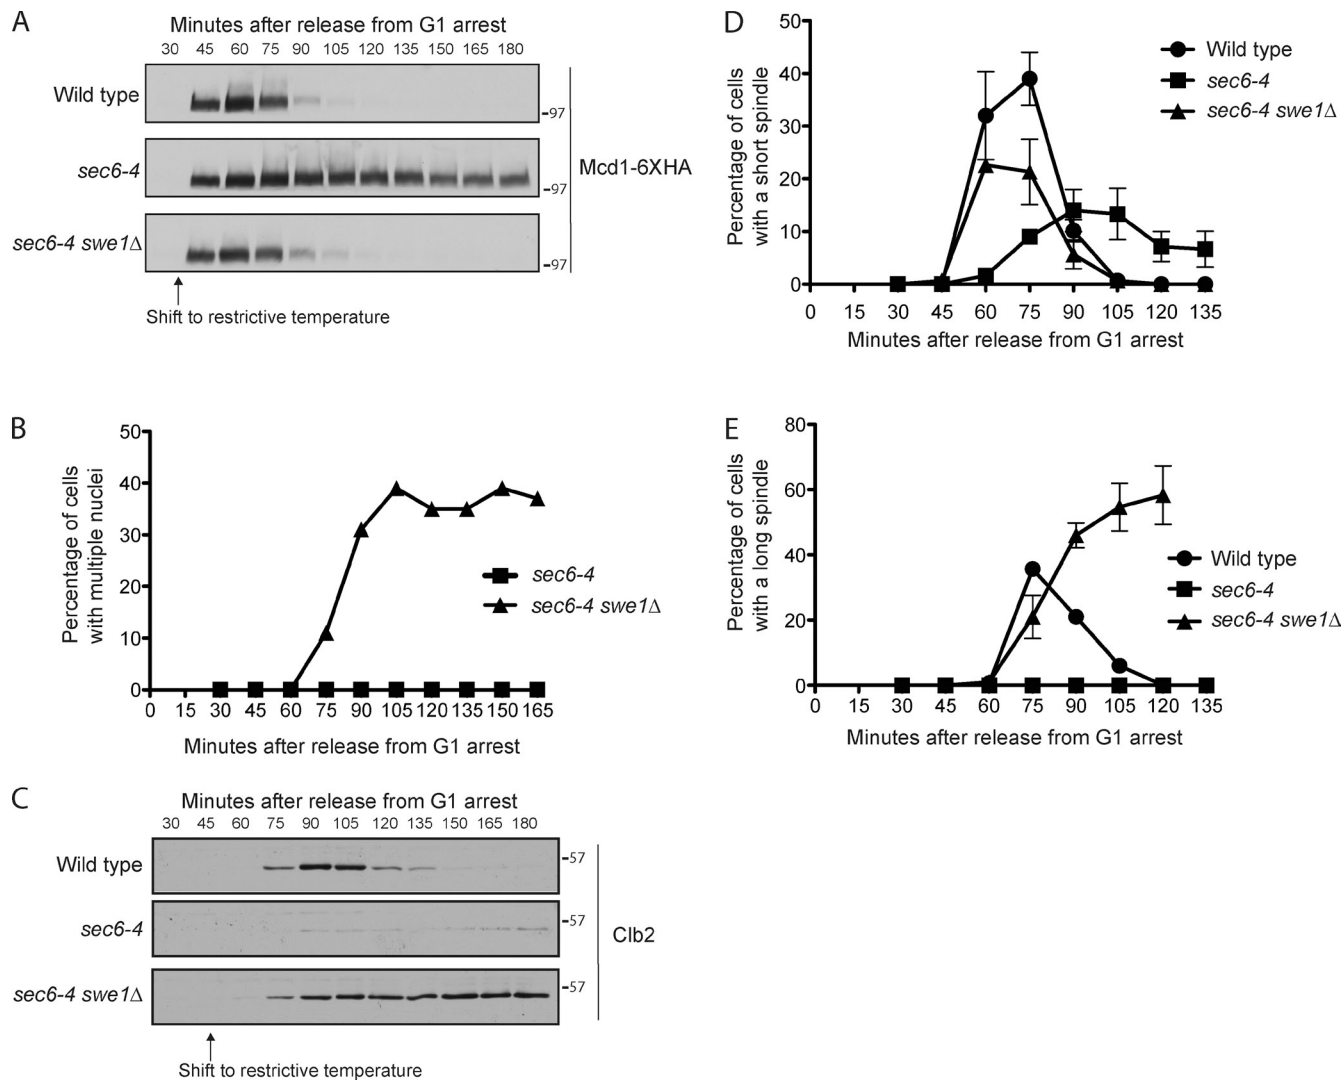 A
Minutes after release from G1 arrest
30 45 60 75 90 105 120 135 150 165 180
Wild type
-97
sec6-4
-97
Mcd1-6XHA
sec6-4 swe1Δ
-97
Shift to restrictive temperature
B
Percentage of cells
with multiple nuclei
50
40
30
20
10
0
0 15 30 45 60 75 90 105 120 135 150 165
Minutes after release from G1 arrest
sec6-4
sec6-4 swe1Δ
C
Minutes after release from G1 arrest
30 45 60 75 90 105 120 135 150 165 180
Wild type
-57
sec6-4
-57
Clb2
sec6-4 swe1Δ
-57
Shift to restrictive temperature
D
Percentage of cells
with a short spindle
50
40
30
20
10
0
0 15 30 45 60 75 90 105 120 135
Minutes after release from G1 arrest
Wild type
sec6-4
sec6-4 swe1Δ
E
Percentage of cells
with a long spindle
80
60
40
20
0
0 15 30 45 60 75 90 105 120 135
Minutes after release from G1 arrest
Wild type
sec6-4
sec6-4 swe1Δ